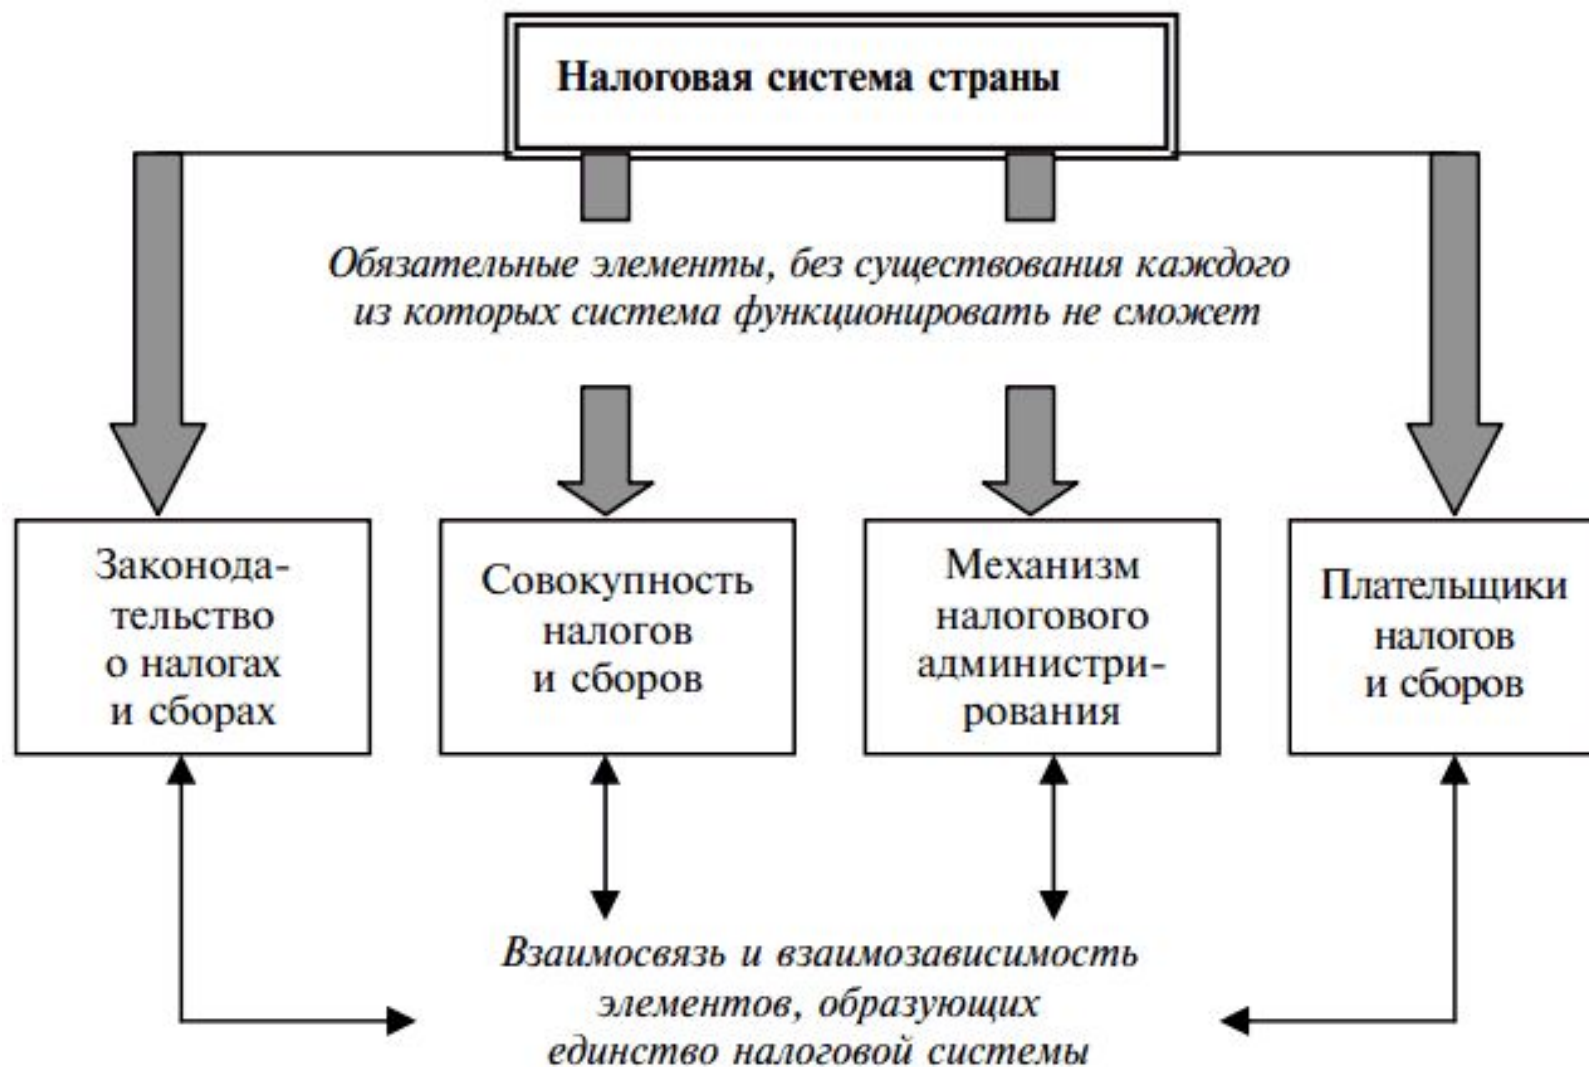 Налоговая система страны
Обязательные элементы, без существования каждого
из которых система функционировать не сможет
Законода-
тельство
о налогах
и сборах
Совокупность
налогов
и сборов
Механизм
налогового
администри-
рования
Плательщики
налогов
и сборов
Взаимосвязь и взаимозависимость
элементов, образующих
единство налоговой системы